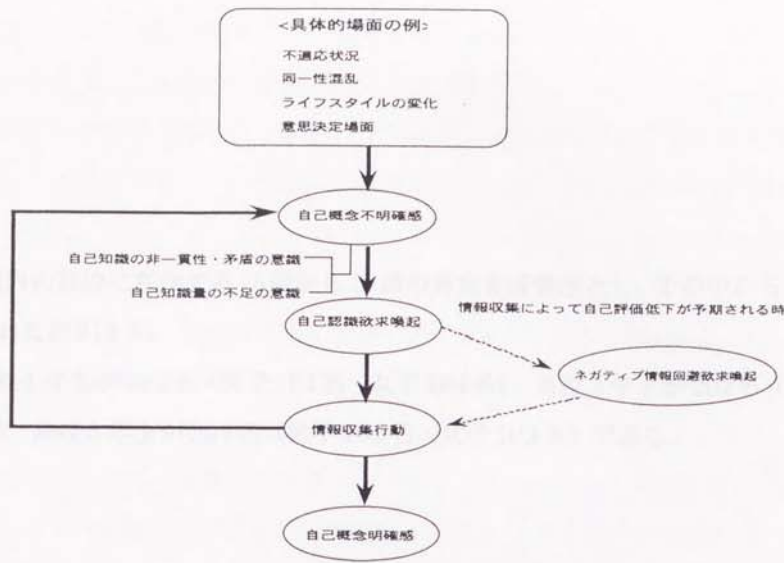 <具体的場面の例>
不適応状況
同一性混乱
ライフスタイルの変化
意思決定場面
自己概念不明確感
自己知識の非一貫性・矛盾の意識
自己知識量の不足の意識
情報収集によって自己評価低下が予期される時
自己認識欲求喚起
ネガティブ情報回避欲求喚起
情報収集行動
自己概念明確感